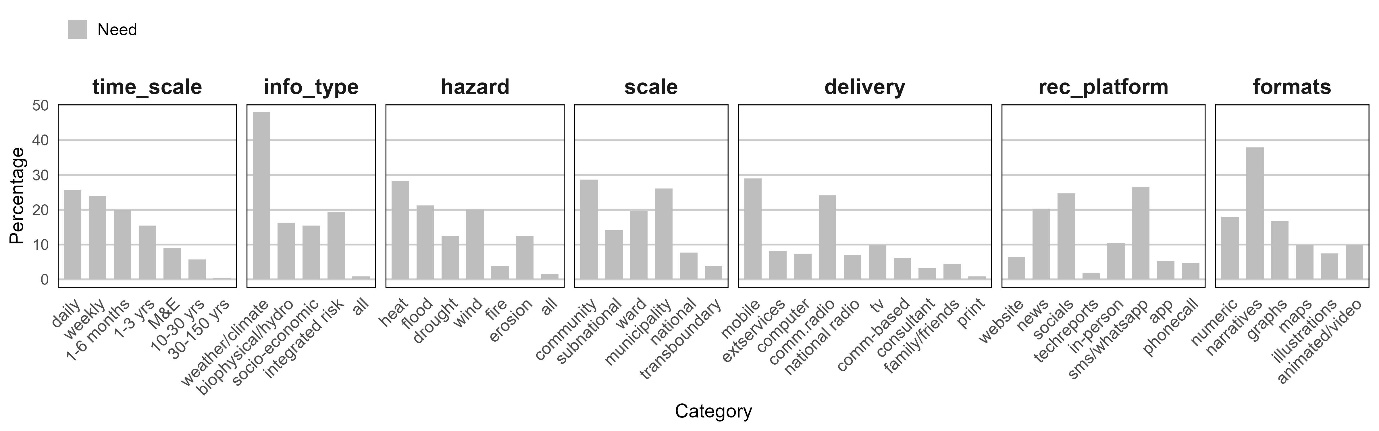 Need
time_scale
info_type
hazard
scale
delivery
rec_platform
formats
Percentage
50
40
30
20
10
0
daily
weekly
1-6 months
1-3 yrs
M&E
10-30 yrs
30-150 yrs
weather/climate
biophysical/hydro
socio-economic
integrated risk
all
heat
flood
drought
wind
fire
erosion
all
community
subnational
ward
municipality
national
transboundary
mobile
extservices
computer
comm.radio
national radio
tv
comm-based
consultant
family/friends
print
website
news
socials
techreports
in-person
sms/whatsapp
app
phonecall
numeric
narratives
graphs
maps
illustrations
animated/video
Category